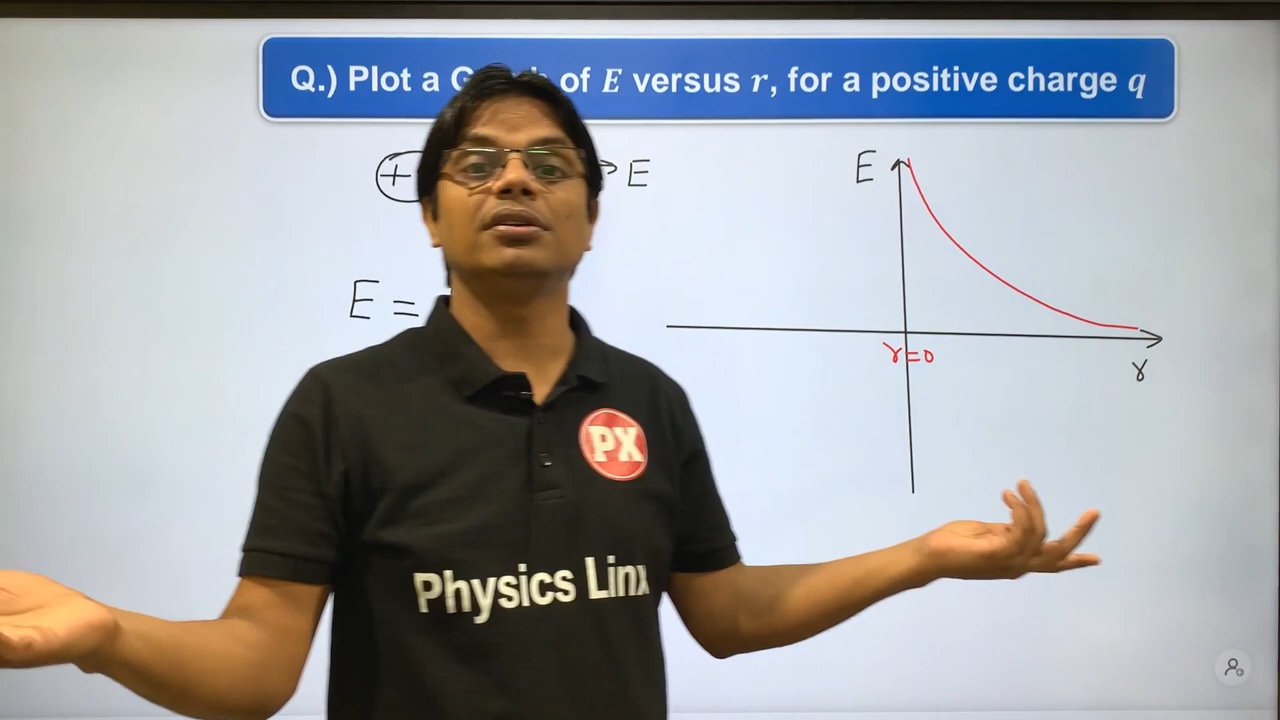 Q.) Plot a G of E versus r, for a positive charge q
+
E
E =
E
r=0
r
PX
Physics Linx